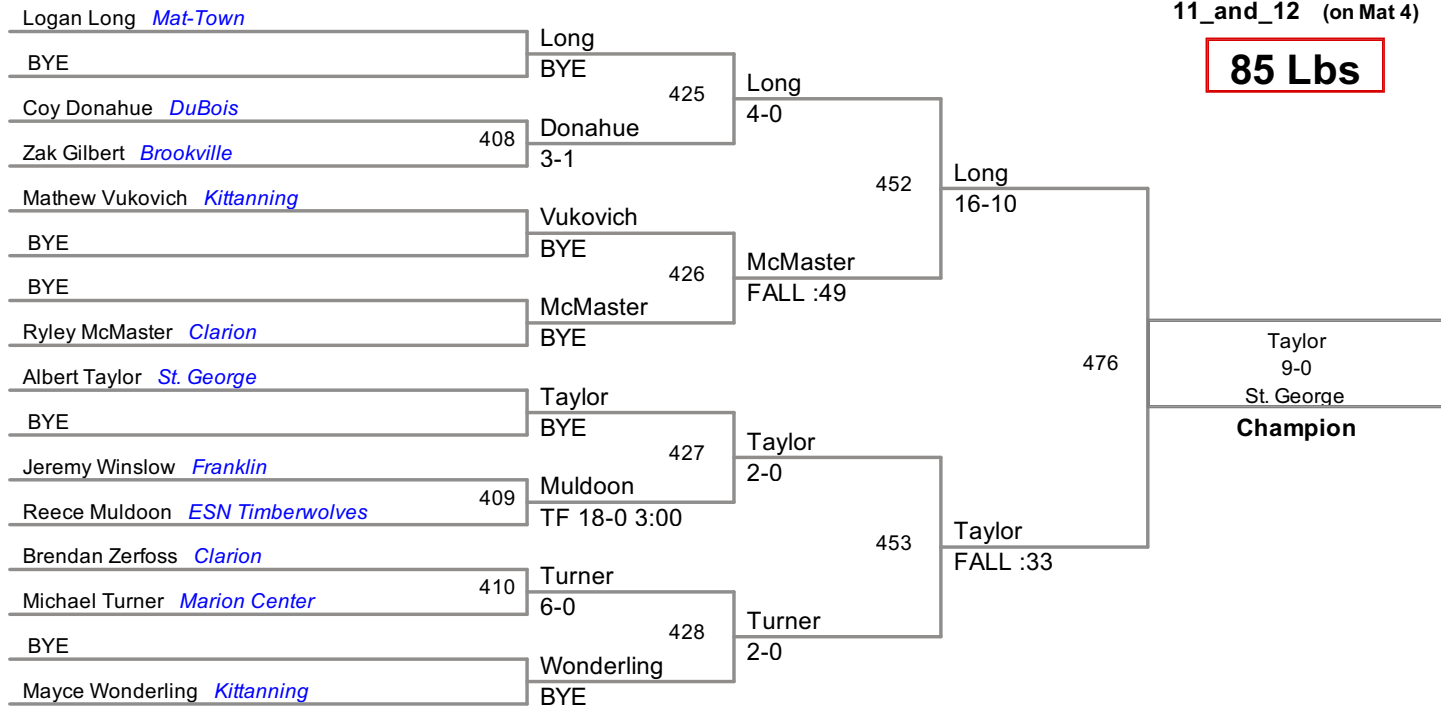 11_and_12 (on Mat 4)
85 Lbs
Logan Long Mat-Town
BYE
Coy Donahue DuBois
Zak Gilbert Brookville
Mathew Vukovich Kittanning
BYE
BYE
Ryley McMaster Clarion
Albert Taylor St. George
BYE
Jeremy Winslow Franklin
Reece Muldoon ESN Timberwolves
Brendan Zerfoss Clarion
Michael Turner Marion Center
BYE
Mayce Wonderling Kittanning
408
409
410
Long
BYE
Donahue
3-1
Vukovich
BYE
McMaster
BYE
Taylor
BYE
Muldoon
TF 18-0 3:00
Turner
6-0
Wonderling
BYE
425
426
427
428
Long
4-0
McMaster
FALL :49
Taylor
2-0
Turner
2-0
452
453
Long
16-10
Taylor
FALL :33
476
Taylor
9-0
St. George
Champion